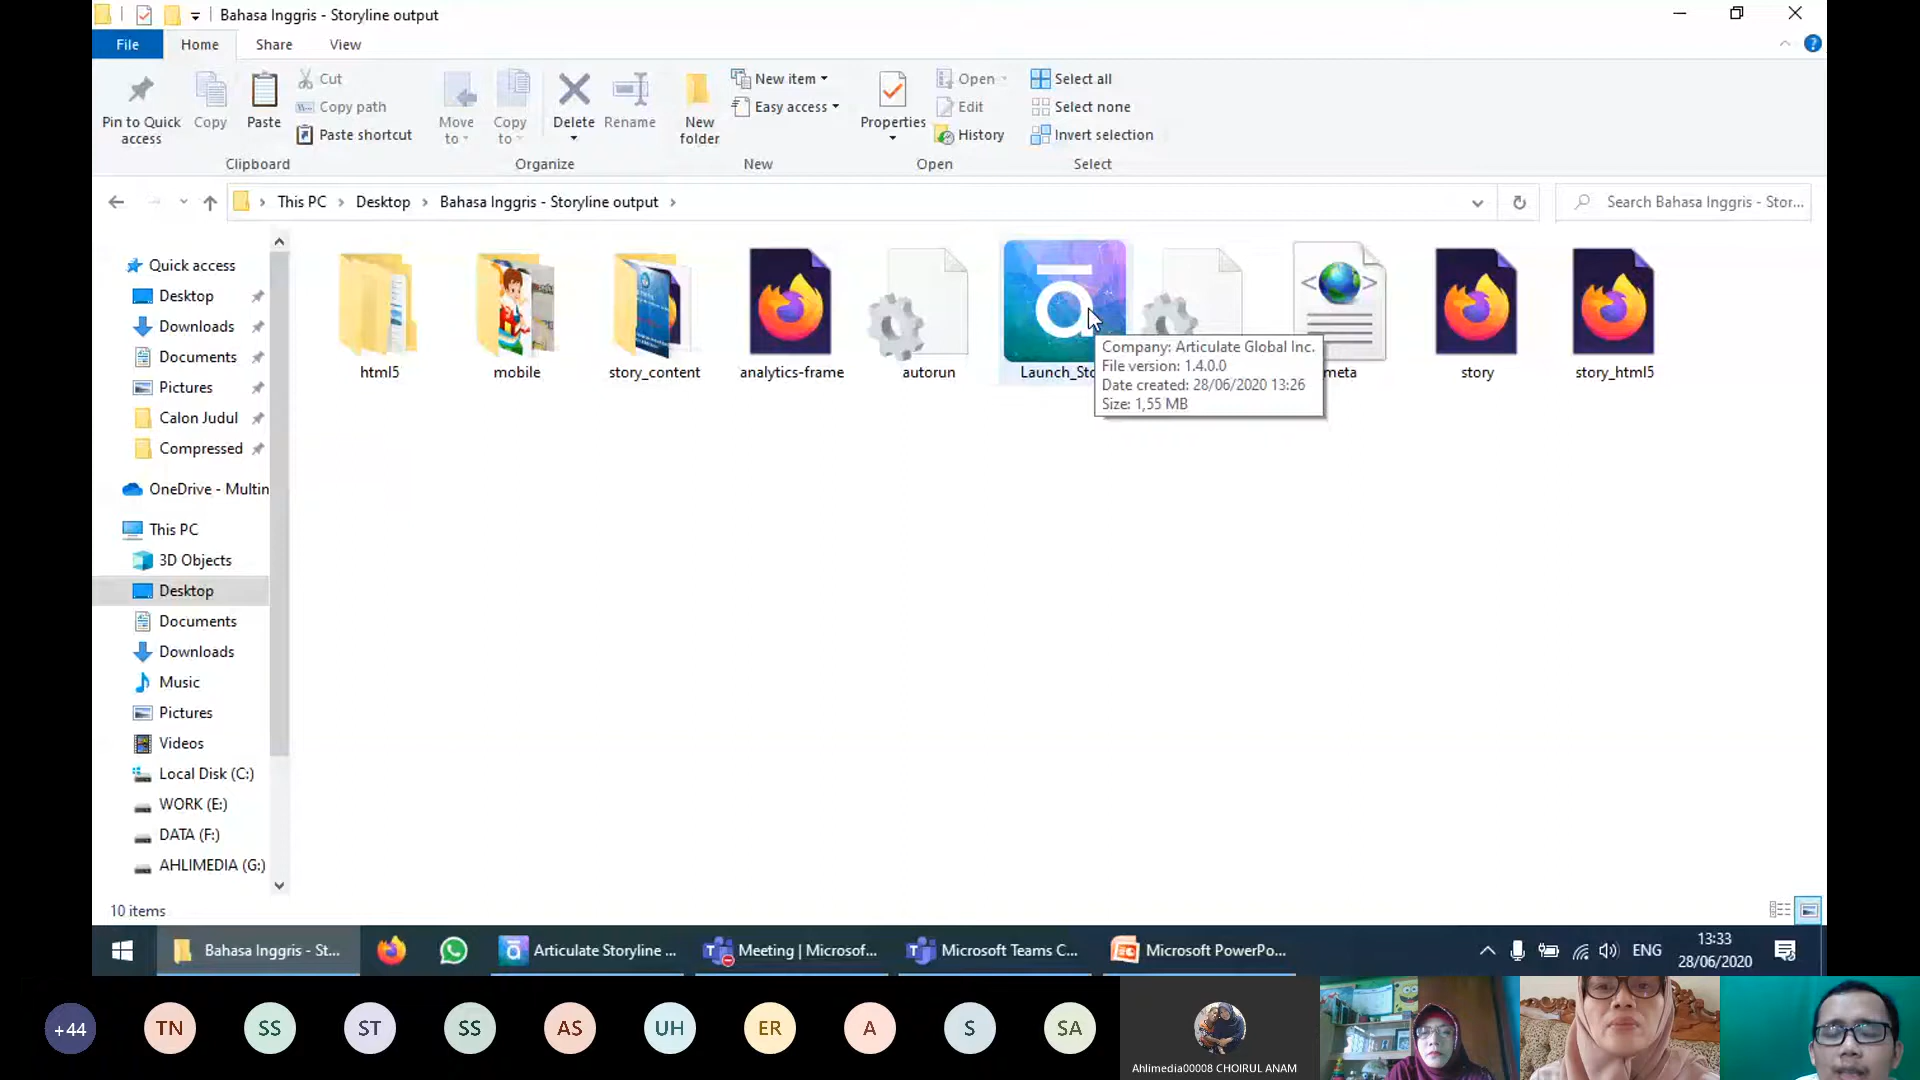 Bahasa Inggris - Storyline output
File
Home
Share
View
Pin to Quick access
Copy
Paste
Cut
Copy path
Paste shortcut
Clipboard
Move to
Copy to
Delete
Rename
Organize
New folder
New item
Easy access
New
Properties
Open
Edit
History
Open
Select all
Select none
Invert selection
Select
This PC
Desktop
Bahasa Inggris - Storyline output
Search Bahasa Inggris - Stor...
Quick access
Desktop
Downloads
Documents
Pictures
Calon Judul
Compressed
OneDrive - Multin
This PC
3D Objects
Desktop
Documents
Downloads
Music
Pictures
Videos
Local Disk (C:)
WORK (E:)
DATA (F:)
AHLIMEDIA (G:)
html5
mobile
story_content
analytics-frame
autorun
Launch_Sto
meta
story
story_html5
Company: Articulate Global Inc.
File version: 1.4.0.0
Date created: 28/06/2020 13:26
Size: 1,55 MB
10 items
Bahasa Inggris - St...
Articulate Storyline ...
Meeting | Microsof...
Microsoft Teams C...
Microsoft PowerPo...
ENG
13:33
28/06/2020
+44
TN
SS
ST
SS
AS
UH
ER
A
S
SA
Ahlimedia00008 CHOIRUL ANAM